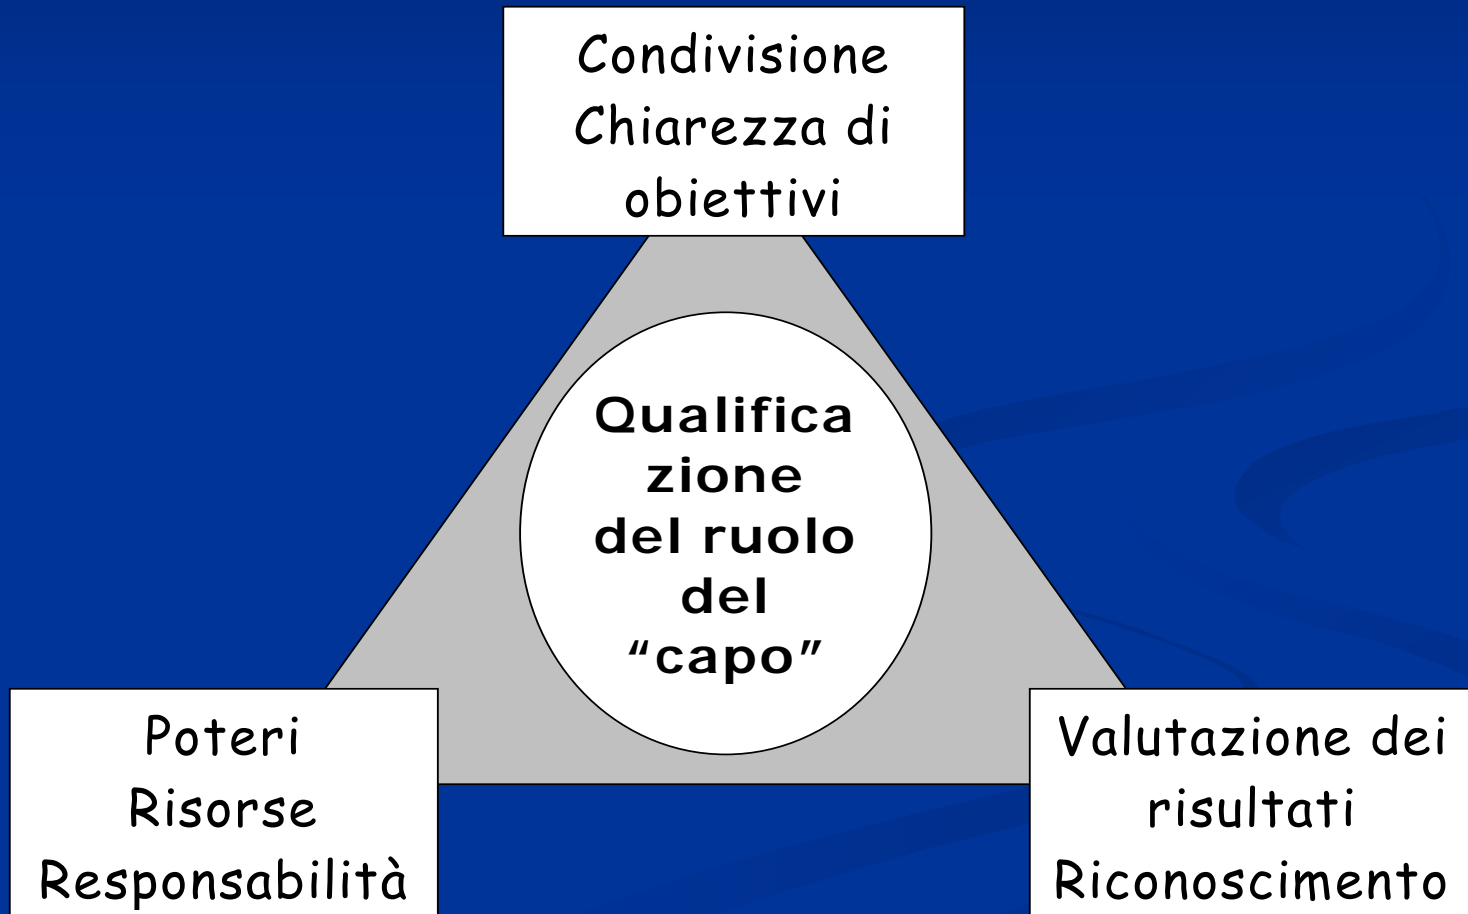 Condivisione
Chiarezza di
obiettivi
Qualifica
zione
del ruolo
del
“capo”
Poteri
Risorse
Responsabilità
Valutazione dei
risultati
Riconoscimento